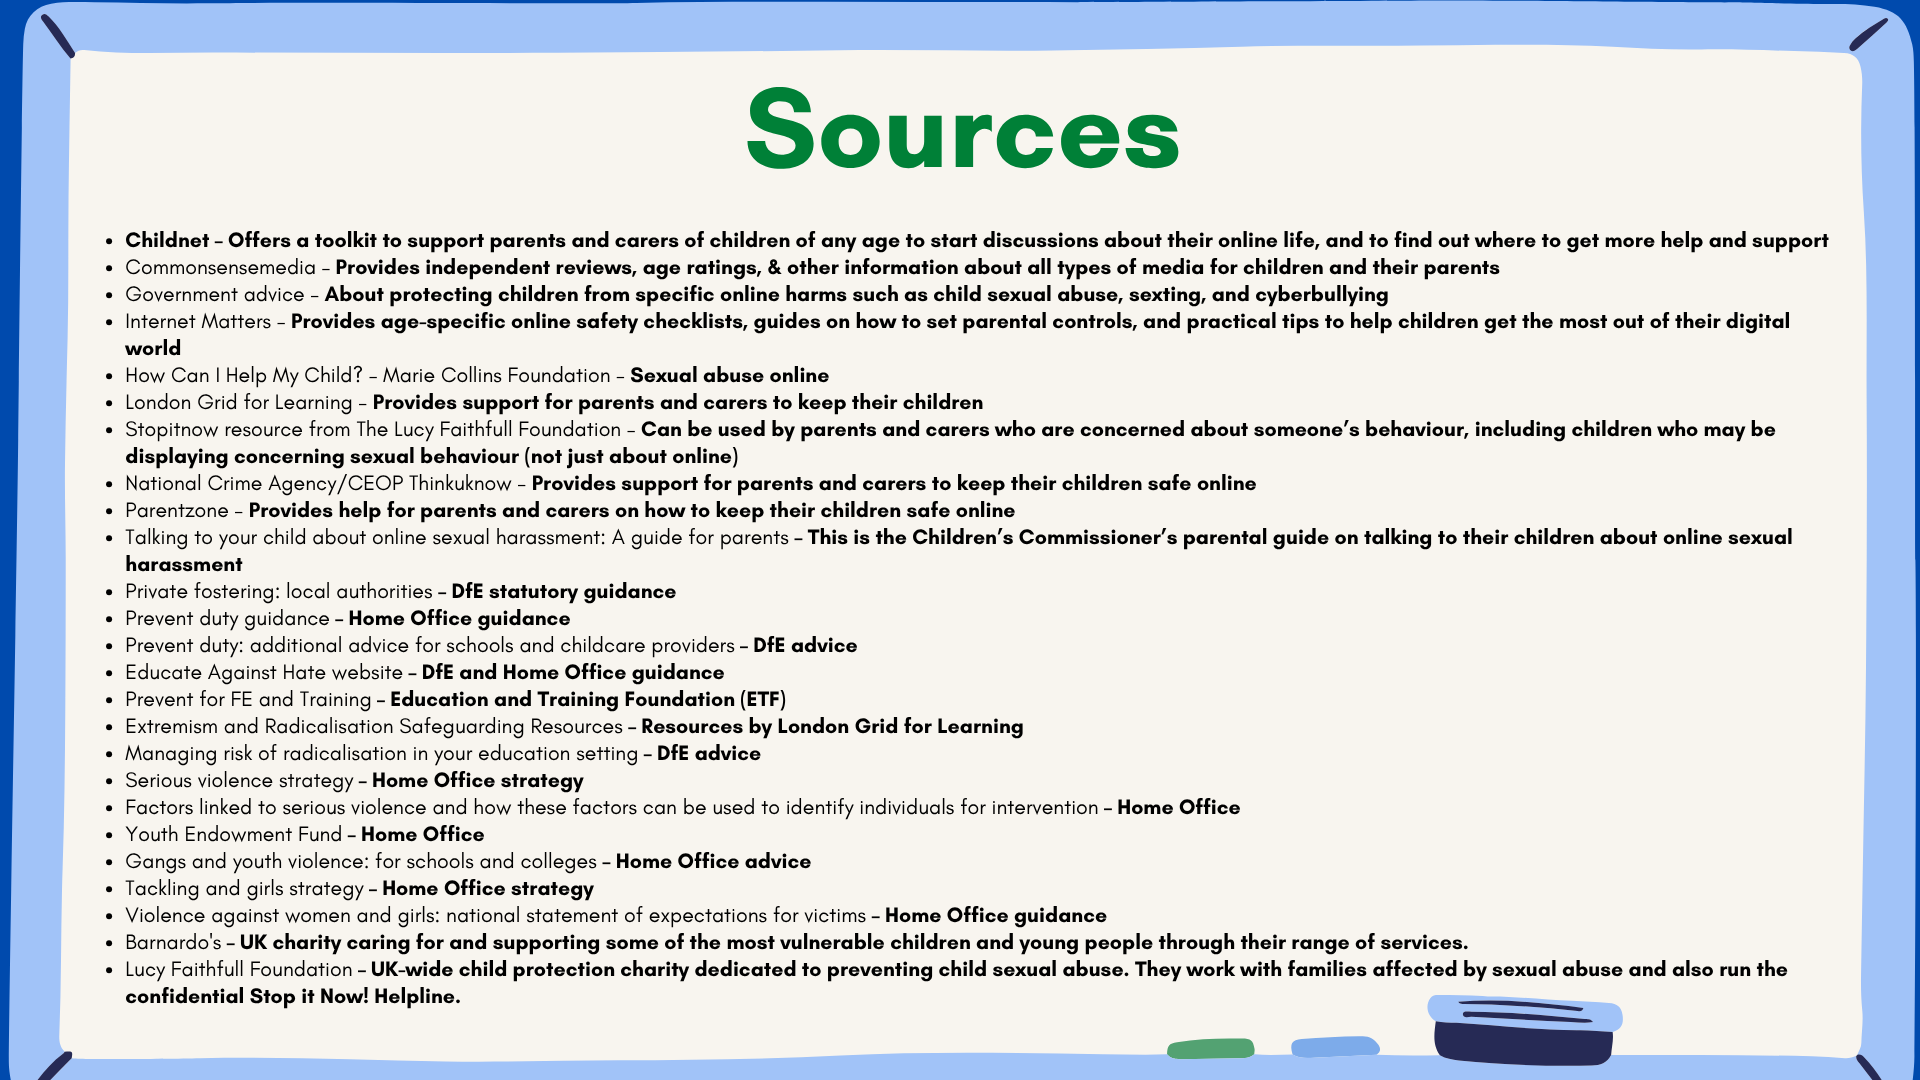 Sources
• Childnet – Offers a toolkit to support parents and carers of children of any age to start discussions about their online life, and to find out where to get more help and support
• Commonsensemedia – Provides independent reviews, age ratings, & other information about all types of media for children and their parents
• Government advice – About protecting children from specific online harms such as child sexual abuse, sexting, and cyberbullying
• Internet Matters – Provides age-specific online safety checklists, guides on how to set parental controls, and practical tips to help children get the most out of their digital
world
• How Can I Help My Child? – Marie Collins Foundation – Sexual abuse online
• London Grid for Learning – Provides support for parents and carers to keep their children
• Stopitnow resource from The Lucy Faithfull Foundation – Can be used by parents and carers who are concerned about someone’s behaviour, including children who may be
displaying concerning sexual behaviour (not just about online)
• National Crime Agency/CEOP Thinkuknow – Provides support for parents and carers to keep their children safe online
• Parentzone – Provides help for parents and carers on how to keep their children safe online
• Talking to your child about online sexual harassment: A guide for parents – This is the Children’s Commissioner’s parental guide on talking to their children about online sexual
harassment
• Private fostering: local authorities – DfE statutory guidance
• Prevent duty guidance – Home Office guidance
• Prevent duty: additional advice for schools and childcare providers – DfE advice
• Educate Against Hate website – DfE and Home Office guidance
• Prevent for FE and Training – Education and Training Foundation (ETF)
• Extremism and Radicalisation Safeguarding Resources – Resources by London Grid for Learning
• Managing risk of radicalisation in your education setting – DfE advice
• Serious violence strategy – Home Office strategy
• Factors linked to serious violence and how these factors can be used to identify individuals for intervention – Home Office
• Youth Endowment Fund – Home Office
• Gangs and youth violence: for schools and colleges – Home Office advice
• Tackling and girls strategy – Home Office strategy
• Violence against women and girls: national statement of expectations for victims – Home Office guidance
• Barnardo's – UK charity caring for and supporting some of the most vulnerable children and young people through their range of services.
• Lucy Faithfull Foundation – UK-wide child protection charity dedicated to preventing child sexual abuse. They work with families affected by sexual abuse and also run the
confidential Stop it Now! Helpline.